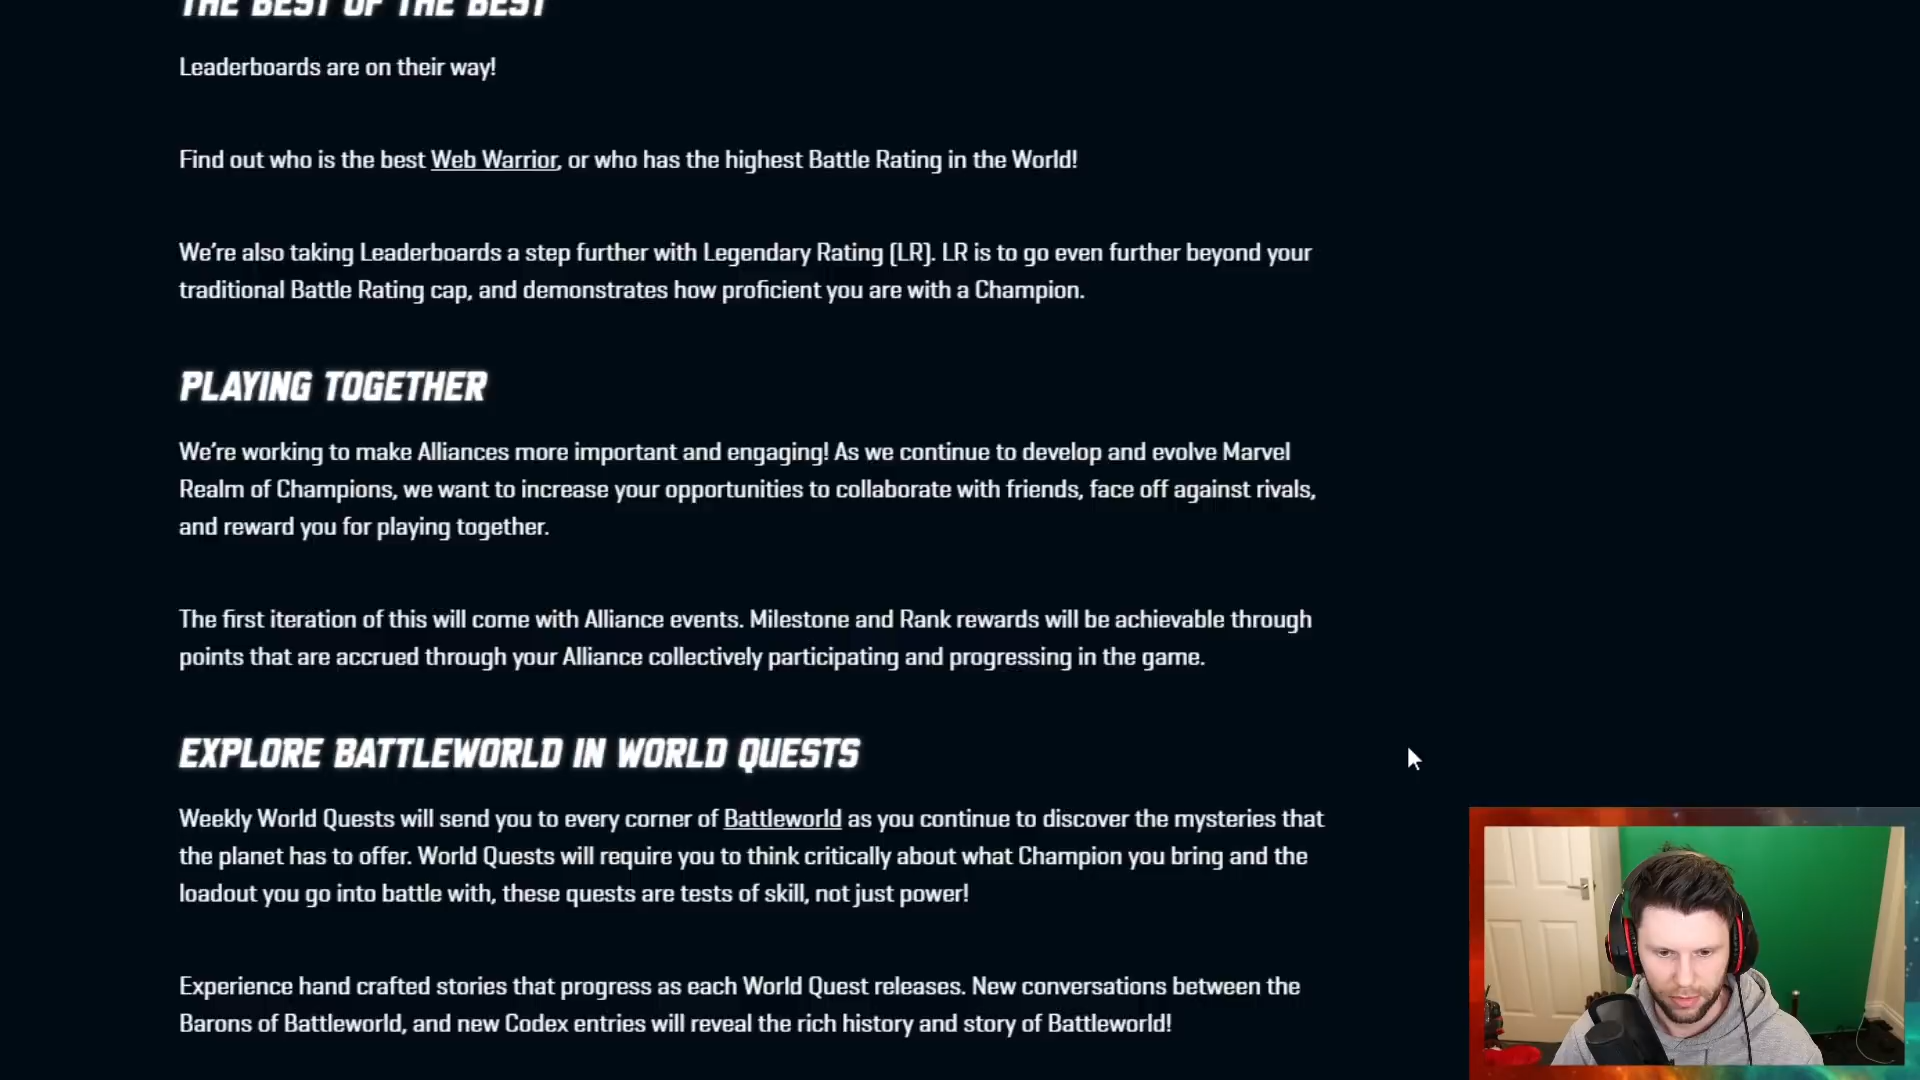 THE BEST OF THE BEST
Leaderboards are on their way!
Find out who is the best Web Warrior, or who has the highest Battle Rating in the World!
We’re also taking Leaderboards a step further with Legendary Rating (LR). LR is to go even further beyond your
traditional Battle Rating cap, and demonstrates how proficient you are with a Champion.
PLAYING TOGETHER
We’re working to make Alliances more important and engaging! As we continue to develop and evolve Marvel
Realm of Champions, we want to increase your opportunities to collaborate with friends, face off against rivals,
and reward you for playing together.
The first iteration of this will come with Alliance events. Milestone and Rank rewards will be achievable through
points that are accrued through your Alliance collectively participating and progressing in the game.
EXPLORE BATTLEWORLD IN WORLD QUESTS
Weekly World Quests will send you to every corner of Battleworld as you continue to discover the mysteries that
the planet has to offer. World Quests will require you to think critically about what Champion you bring and the
loadout you go into battle with, these quests are tests of skill, not just power!
Experience hand crafted stories that progress as each World Quest releases. New conversations between the
Barons of Battleworld, and new Codex entries will reveal the rich history and story of Battleworld!